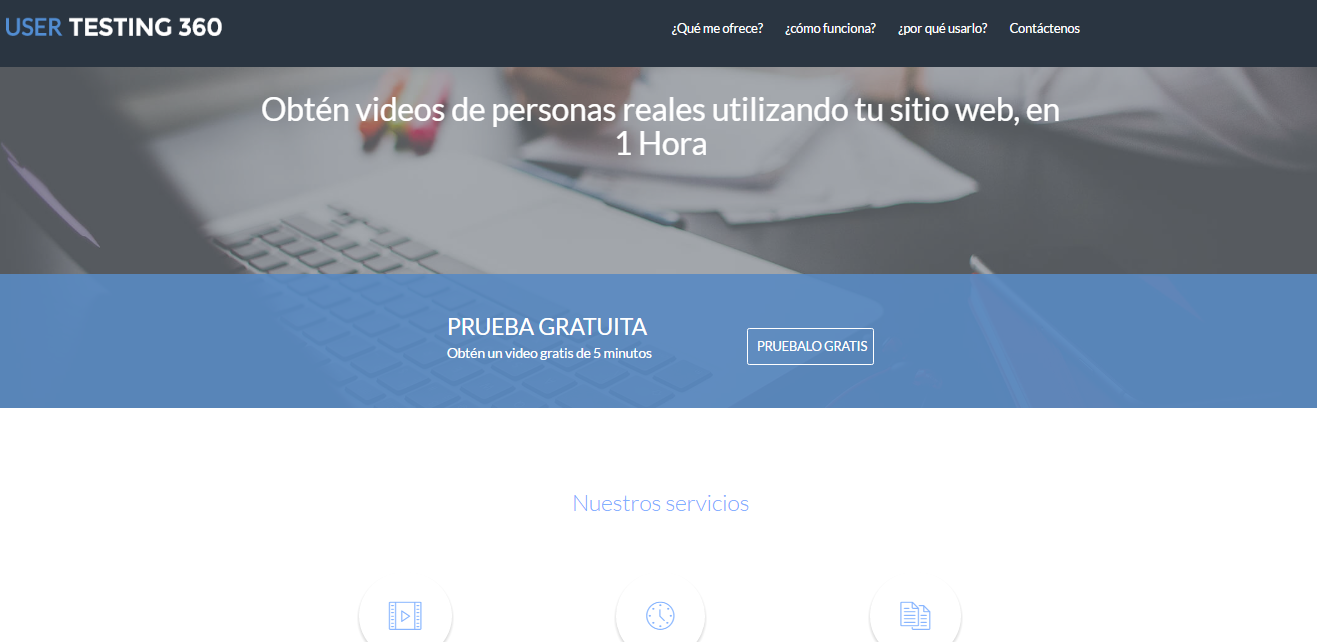 USER TESTING 360
¿Qué me ofrece? ¿cómo funciona? ¿por qué usarlo? Contáctenos
Obtén videos de personas reales utilizando tu sitio web, en
1 Hora
PRUEBA GRATUITA
Obtén un video gratis de 5 minutos
PRUEBALO GRATIS
Nuestros servicios